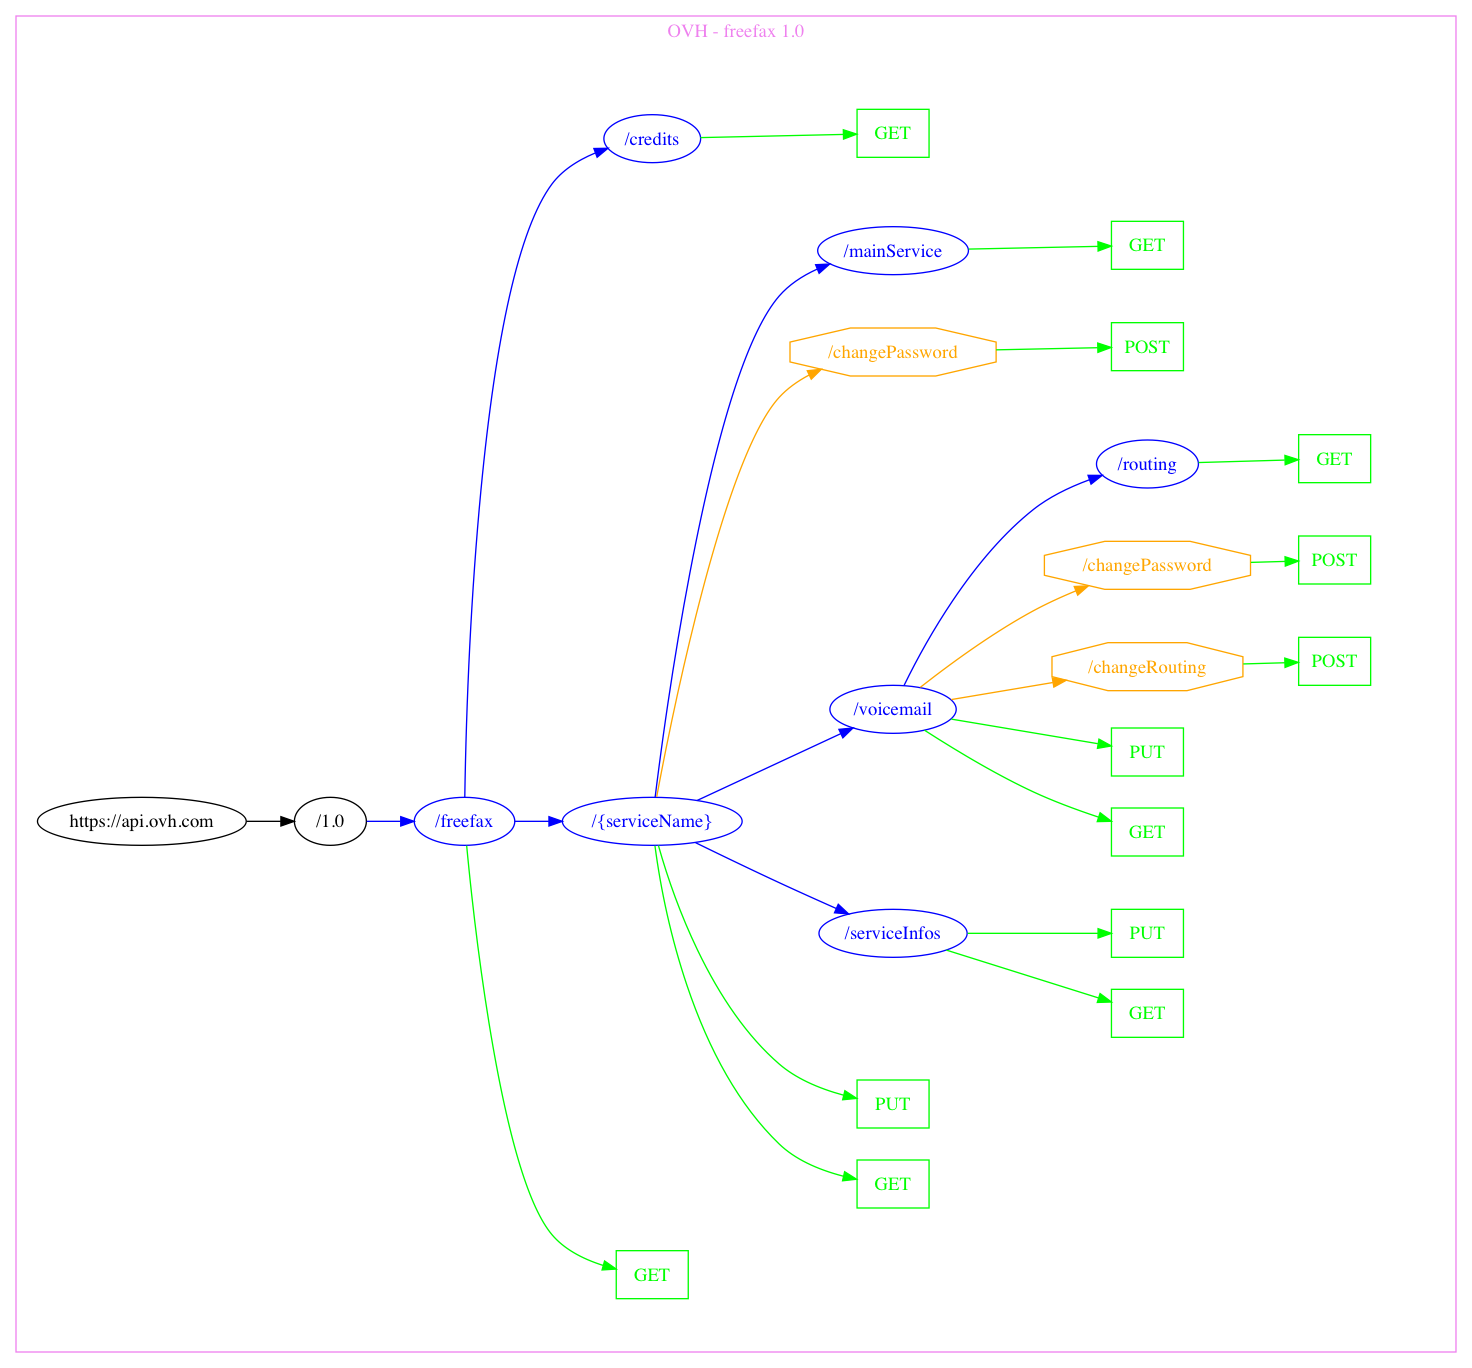 OVH - freefax 1.0
/credits
GET
/mainService
GET
/changePassword
POST
/routing
GET
/changePassword
POST
/changeRouting
POST
/voicemail
PUT
https://api.ovh.com
/1.0
/freefax
/{serviceName}
GET
/serviceInfos
PUT
GET
PUT
GET
GET